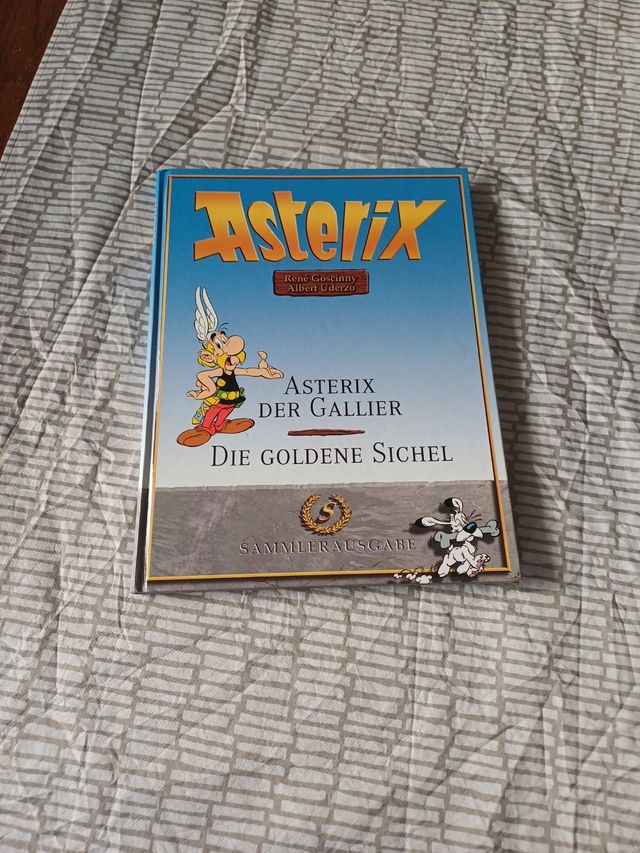 Asterix
René Goscinny
Albert Uderzo
ASTERIX
DER GALLIER
DIE GOLDENE SICHEL
S
SAMMLERAUSGABE